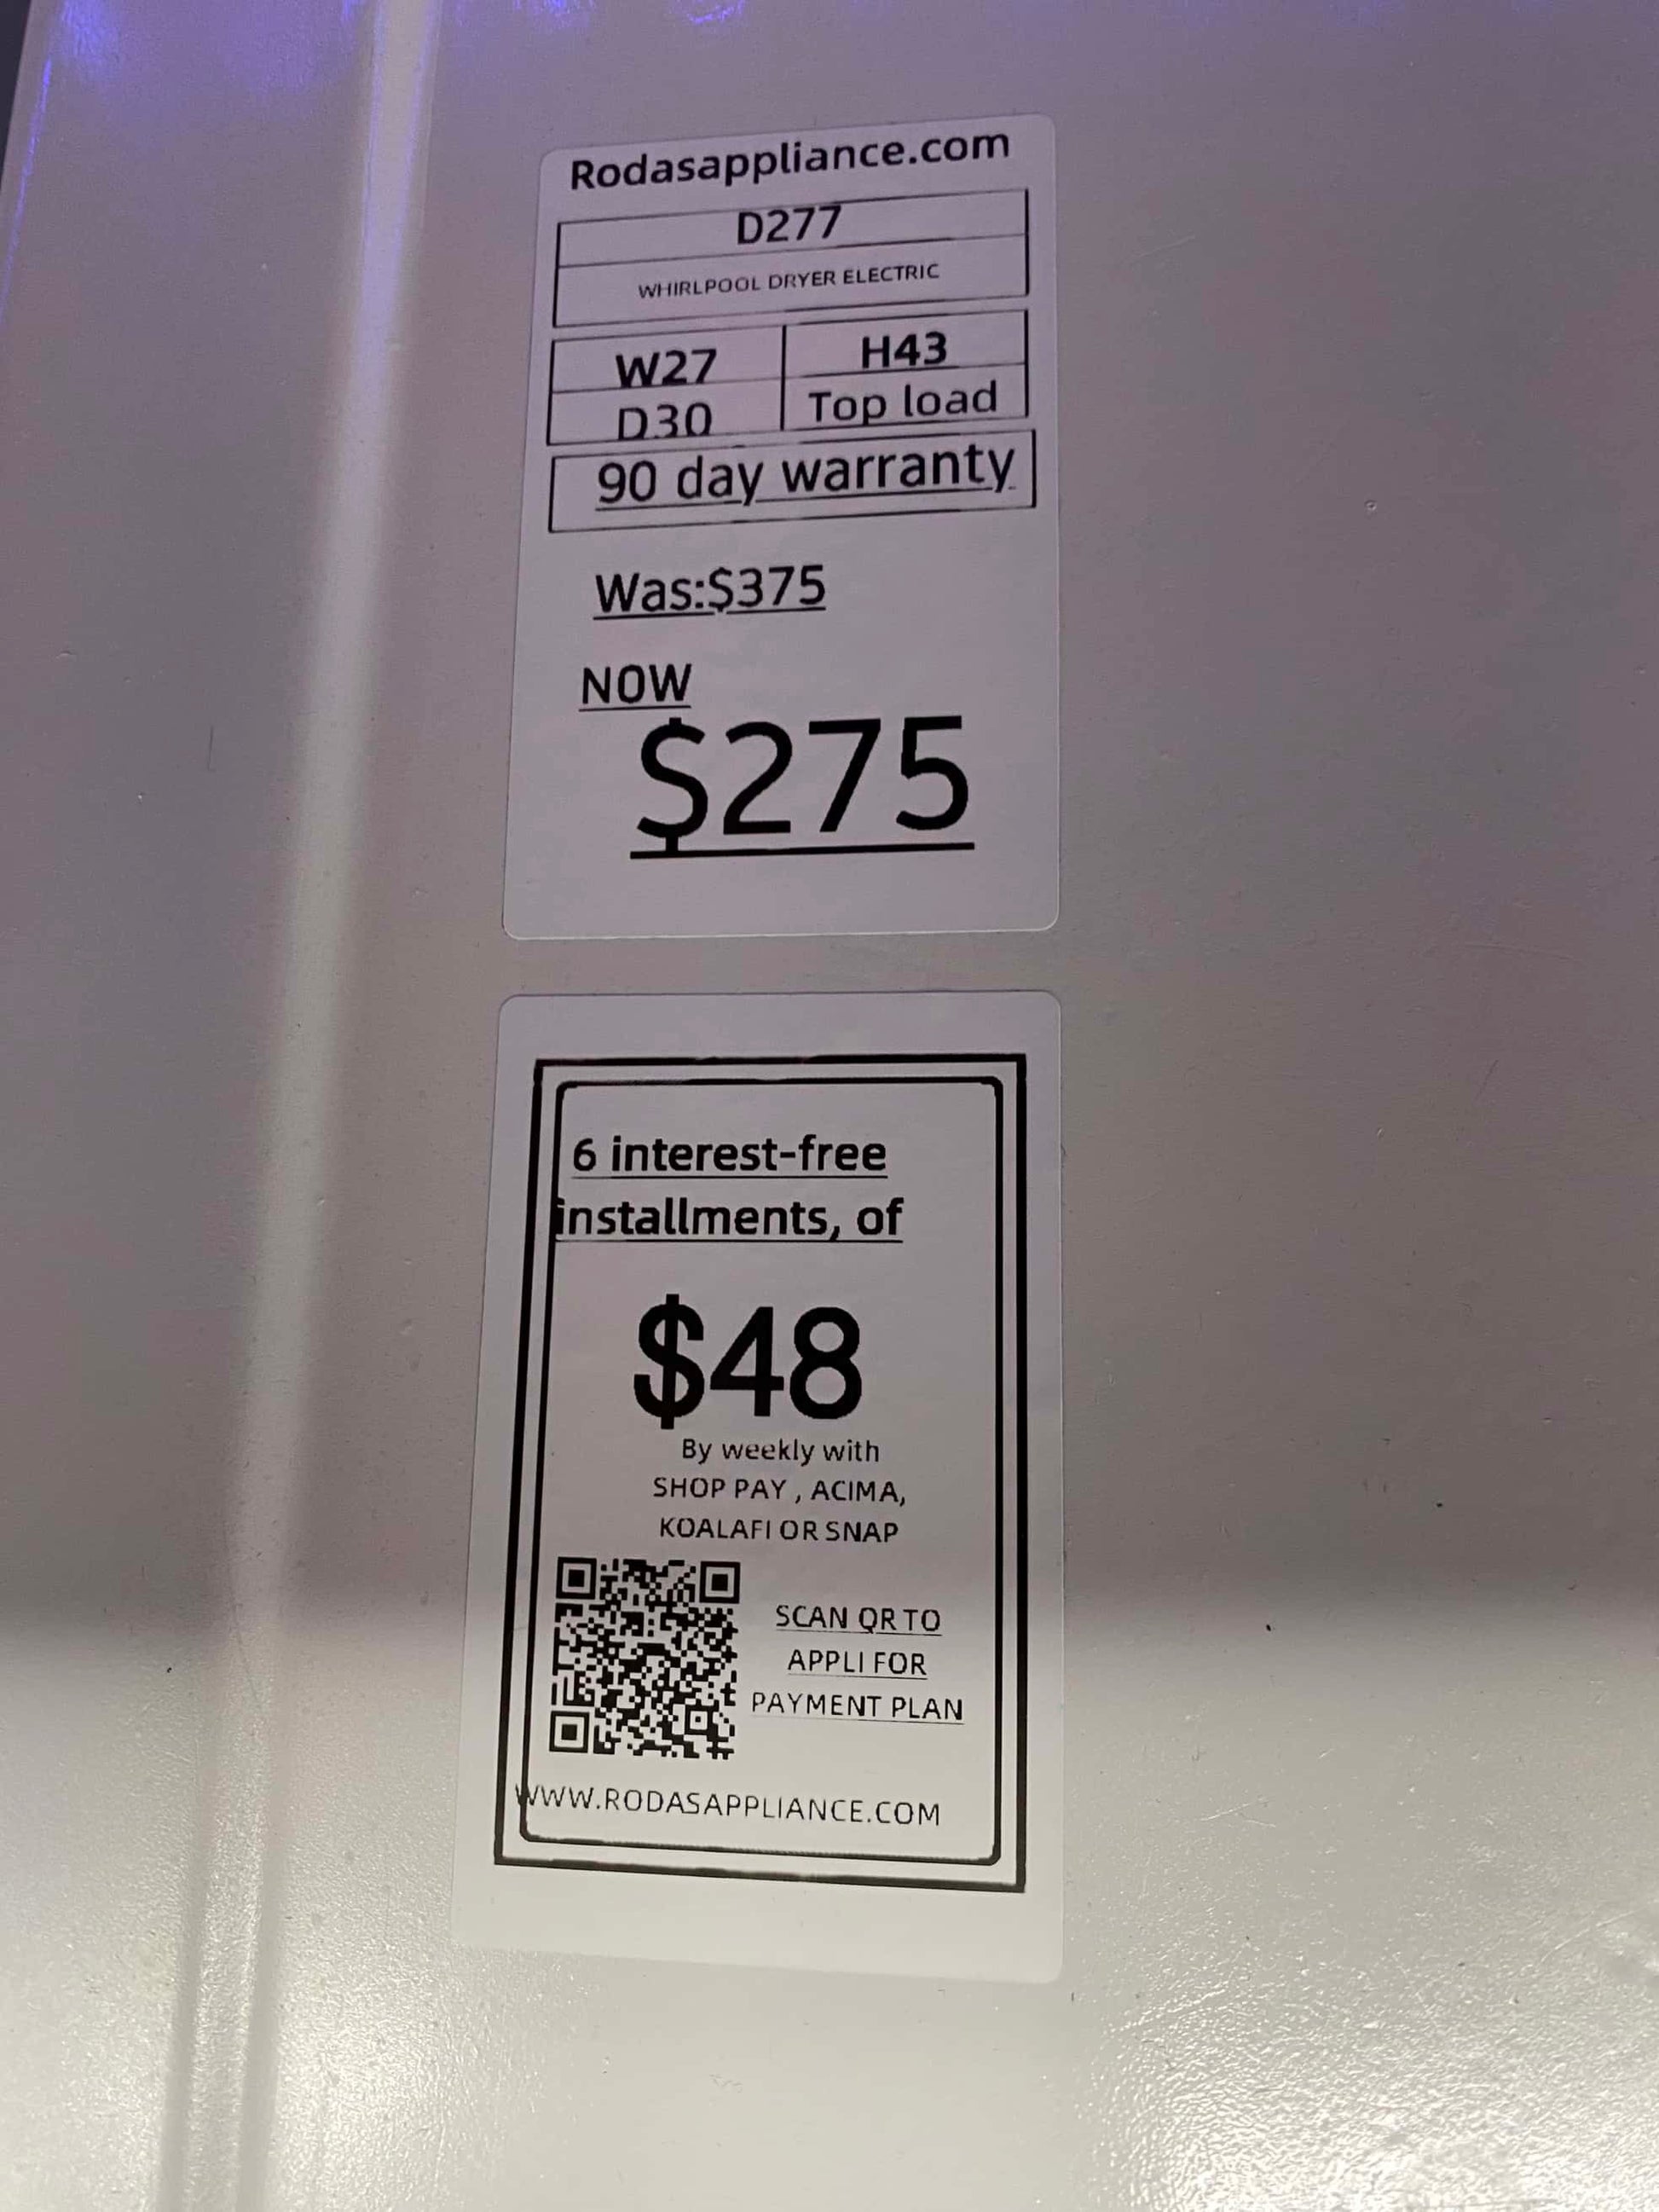 Rodasappliance.com
D277
WHIRLPOOL DRYER ELECTRIC
W27 H43
D30 Top load
90 day warranty
Was:$375
NOW
$275
6 interest-free
installments, of
$48
By weekly with
SHOP PAY , ACIMA,
KOALAFI OR SNAP
SCAN QR TO
APPLI FOR
PAYMENT PLAN
WWW.RODASAPPLIANCE.COM